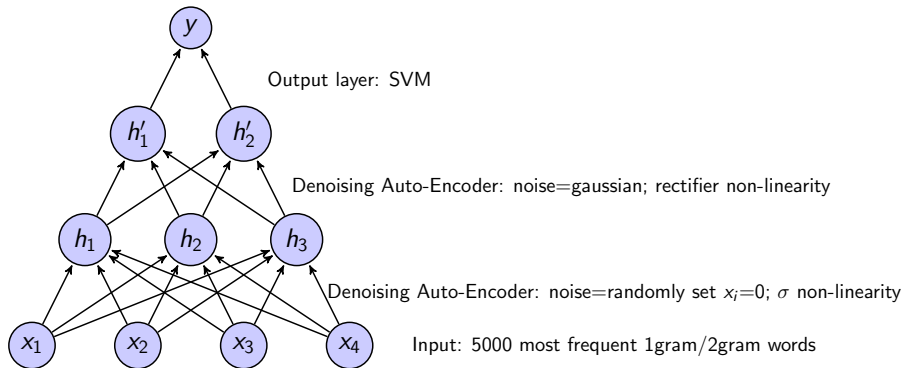 y
Output layer: SVM
h′₁ h′₂
Denoising Auto-Encoder: noise=gaussian; rectifier non-linearity
h₁ h₂ h₃
Denoising Auto-Encoder: noise=randomly set xᵢ=0; σ non-linearity
x₁ x₂ x₃ x₄ Input: 5000 most frequent 1gram/2gram words